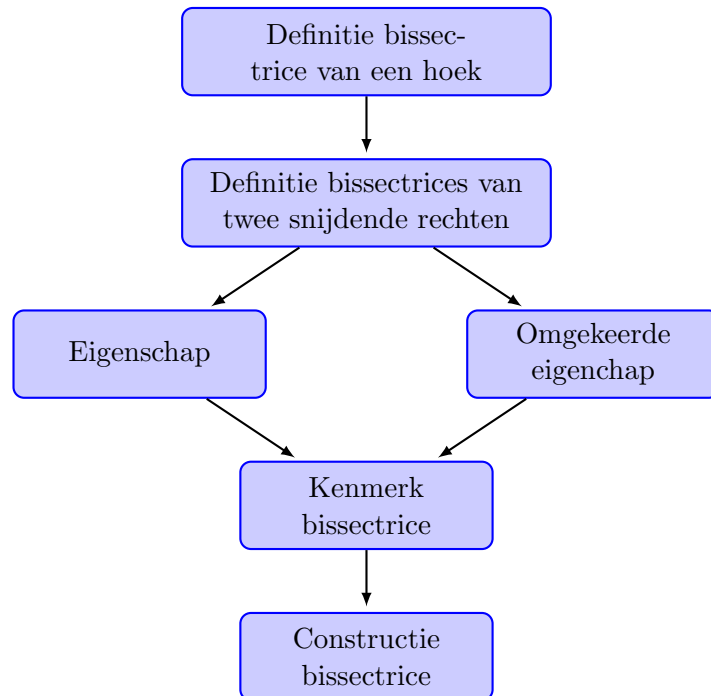 Definitie bissec-
trice van een hoek
Definitie bissectrices van
twee snijdende rechten
Eigenschap
Omgekeerde
eigenchap
Kenmerk
bissectrice
Constructie
bissectrice